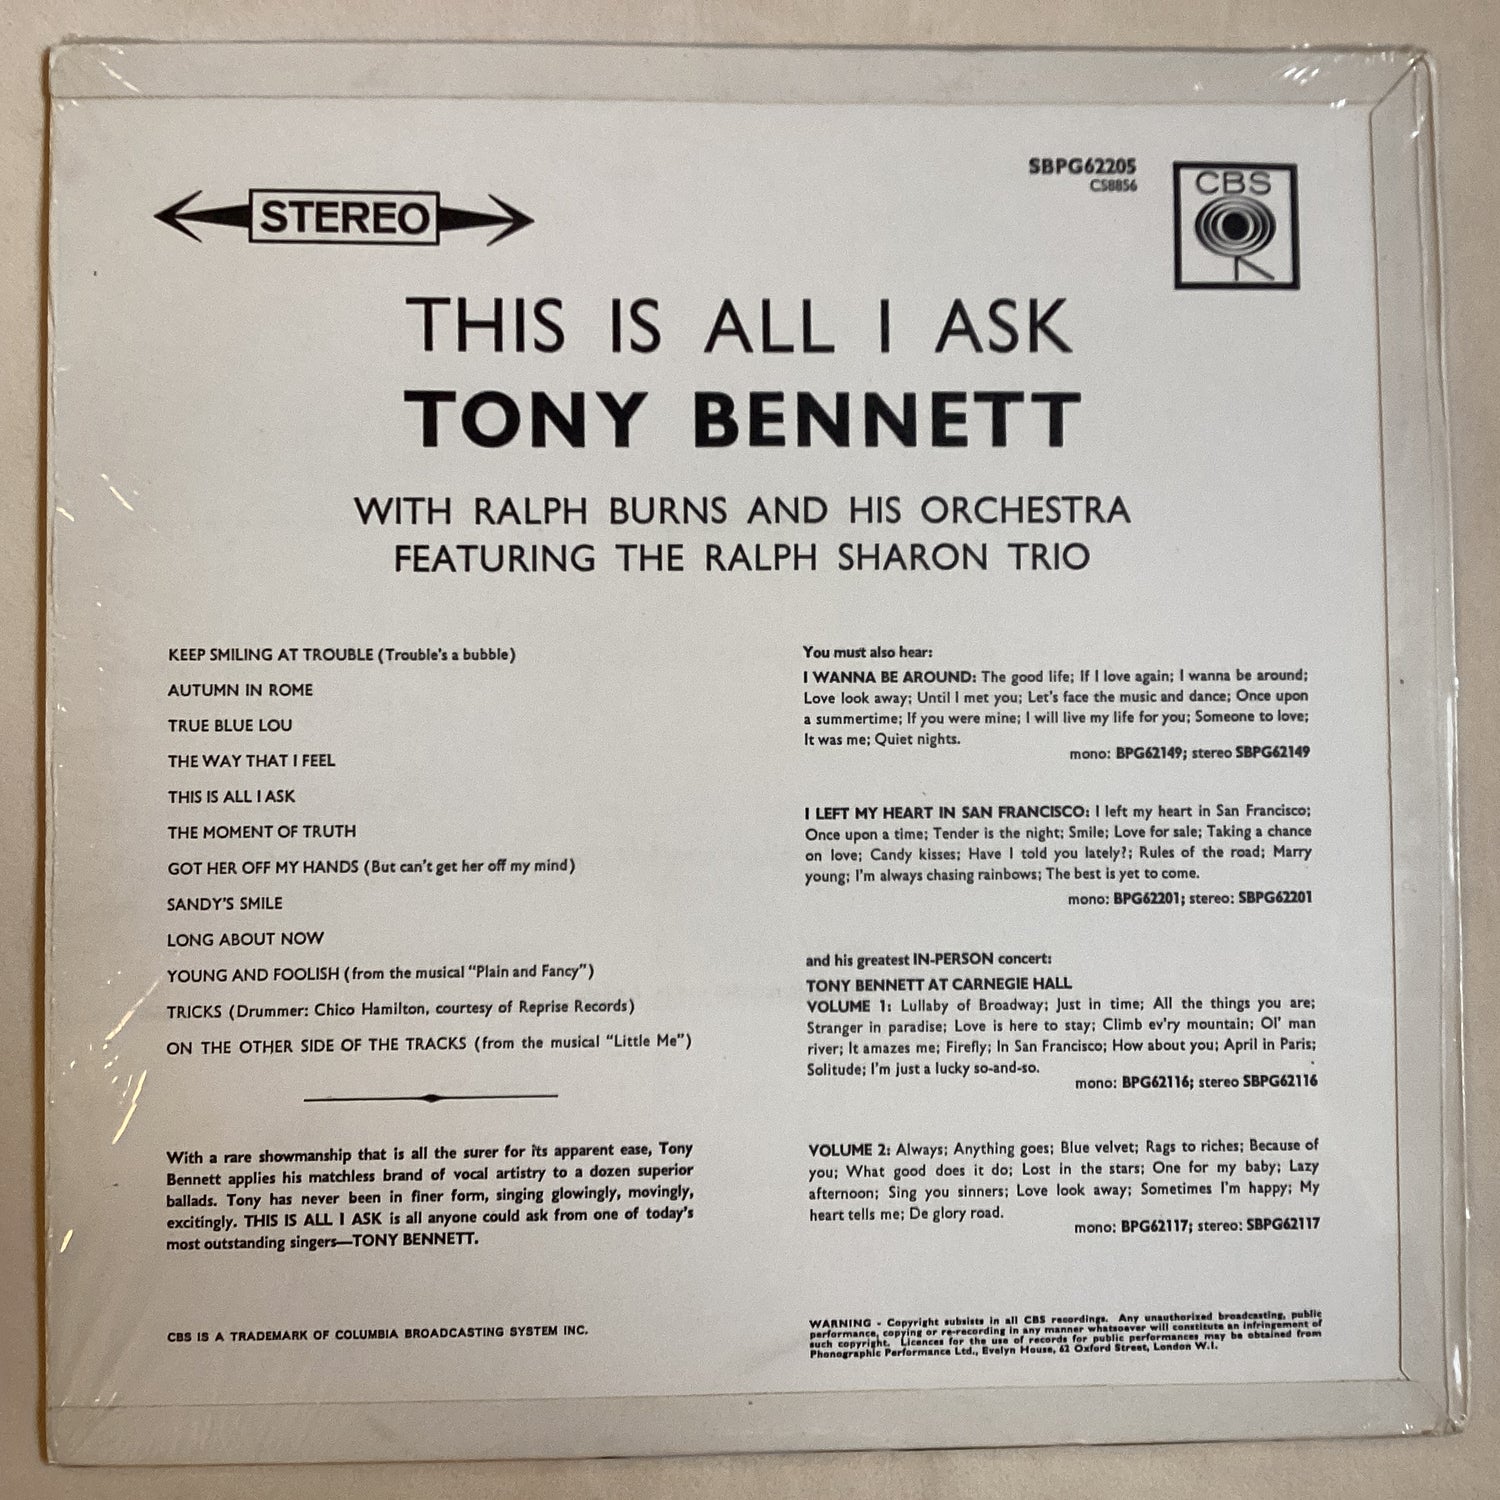 SBPG62205
CS8856
CBS
STEREO
THIS IS ALL I ASK
TONY BENNETT
WITH RALPH BURNS AND HIS ORCHESTRA
FEATURING THE RALPH SHARON TRIO
KEEP SMILING AT TROUBLE (Trouble's a bubble)
AUTUMN IN ROME
TRUE BLUE LOU
THE WAY THAT I FEEL
THIS IS ALL I ASK
THE MOMENT OF TRUTH
GOT HER OFF MY HANDS (But can't get her off my mind)
SANDY'S SMILE
LONG ABOUT NOW
YOUNG AND FOOLISH (from the musical "Plain and Fancy")
TRICKS (Drummer: Chico Hamilton, courtesy of Reprise Records)
ON THE OTHER SIDE OF THE TRACKS (from the musical "Little Me")
With a rare showmanship that is all the surer for its apparent ease, Tony
Bennett applies his matchless brand of vocal artistry to a dozen superior
ballads. Tony has never been in finer form, singing glowingly, movingly,
excitingly. THIS IS ALL I ASK is all anyone could ask from one of today's
most outstanding singers—TONY BENNETT.
CBS IS A TRADEMARK OF COLUMBIA BROADCASTING SYSTEM INC.
You must also hear:
I WANNA BE AROUND: The good life; If I love again; I wanna be around;
Love look away; Until I met you; Let's face the music and dance; Once upon
a summertime; If you were mine; I will live my life for you; Someone to love;
It was me; Quiet nights.
mono: BPG62149; stereo SBPG62149
I LEFT MY HEART IN SAN FRANCISCO: I left my heart in San Francisco;
Once upon a time; Tender is the night; Smile; Love for sale; Taking a chance
on love; Candy kisses; Have I told you lately?; Rules of the road; Marry
young; I'm always chasing rainbows; The best is yet to come.
mono: BPG62201; stereo: SBPG62201
and his greatest IN-PERSON concert:
TONY BENNETT AT CARNEGIE HALL
VOLUME 1: Lullaby of Broadway; Just in time; All the things you are;
Stranger in paradise; Love is here to stay; Climb ev'ry mountain; Ol' man
river; It amazes me; Firefly; In San Francisco; How about you; April in Paris;
Solitude; I'm just a lucky so-and-so.
mono: BPG62116; stereo SBPG62116
VOLUME 2: Always; Anything goes; Blue velvet; Rags to riches; Because of
you; What good does it do; Lost in the stars; One for my baby; Lazy
afternoon; Sing you sinners; Love look away; Sometimes I'm happy; My
heart tells me; De glory road.
mono: BPG62117; stereo: SBPG62117
WARNING - Copyright subsists in all CBS recordings. Any unauthorized broadcasting, public
performance, copying or re-recording in any manner whatsoever will constitute an infringement of
such copyright. Licences for the use of records for public performances may be obtained from
Phonographic Performance Ltd., Evelyn House, 62 Oxford Street, London W.1.